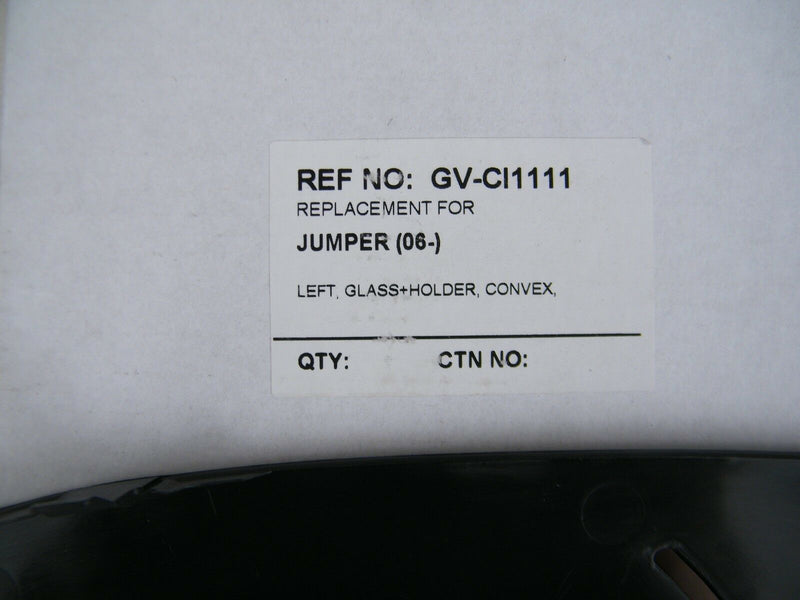 REF NO: GV-CI1111
REPLACEMENT FOR
JUMPER (06-)
LEFT, GLASS+HOLDER, CONVEX,
QTY: CTN NO: